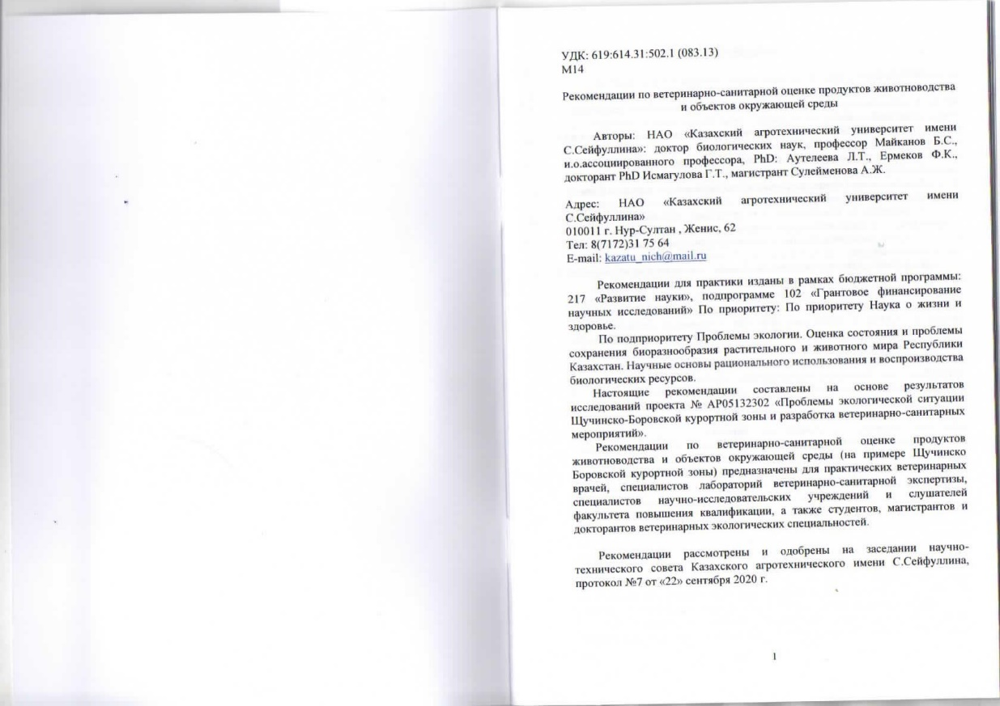 УДК: 619:614.31:502.1 (083.13)
М14
Рекомендации по ветеринарно-санитарной оценке продуктов животноводства
и объектов окружающей среды
Авторы: НАО «Казахский агротехнический университет имени
С.Сейфуллина»: доктор биологических наук, профессор Майканов Б.С.,
и.о.ассоциированного профессора, PhD: Аутелеева Л.Т., Ермеков Ф.К.,
докторант PhD Исмагулова Г.Т., магистрант Сулейменова А.Ж.
Адрес: НАО «Казахский агротехнический университет имени
С.Сейфуллина»
010011 г. Нур-Султан , Женис, 62
Тел: 8(7172)31 75 64
E-mail: kazatu_nich@mail.ru
Рекомендации для практики изданы в рамках бюджетной программы:
217 «Развитие науки», подпрограмме 102 «Грантовое финансирование
научных исследований» По приоритету: По приоритету Наука о жизни и
здоровье.
По подприоритету Проблемы экологии. Оценка состояния и проблемы
сохранения биоразнообразия растительного и животного мира Республики
Казахстан. Научные основы рационального использования и воспроизводства
биологических ресурсов.
Настоящие рекомендации составлены на основе результатов
исследований проекта № АР05132302 «Проблемы экологической ситуации
Щучинско-Боровской курортной зоны и разработка ветеринарно-санитарных
мероприятий».
Рекомендации по ветеринарно-санитарной оценке продуктов
животноводства и объектов окружающей среды (на примере Щучинско
Боровской курортной зоны) предназначены для практических ветеринарных
врачей, специалистов лабораторий ветеринарно-санитарной экспертизы,
специалистов научно-исследовательских учреждений и слушателей
факультета повышения квалификации, а также студентов, магистрантов и
докторантов ветеринарных экологических специальностей.
Рекомендации рассмотрены и одобрены на заседании научно-
технического совета Казахского агротехнического имени С.Сейфуллина,
протокол №7 от «22» сентября 2020 г.
1